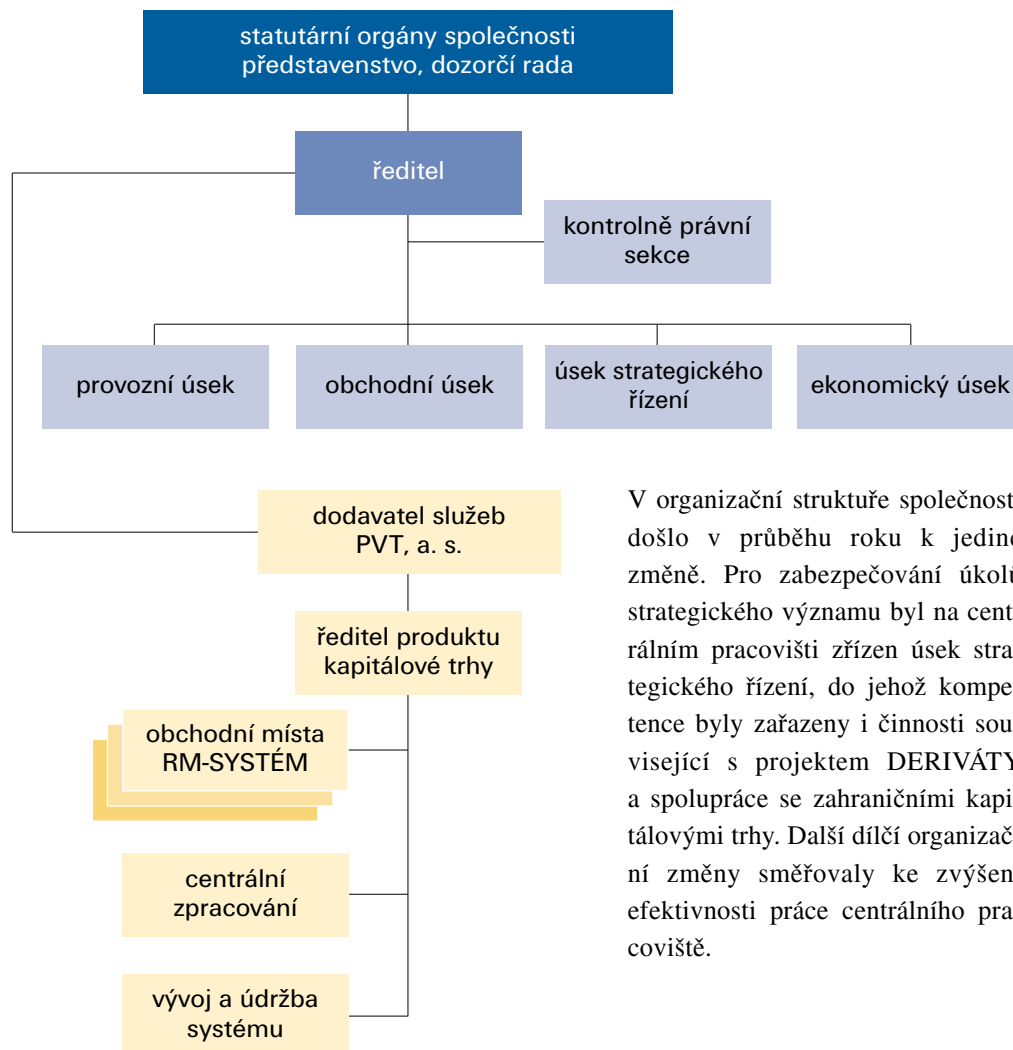 statutární orgány společnosti
představenstvo, dozorčí rada
ředitel
kontrolně právní
sekce
provozní úsek
obchodní úsek
úsek strategického
řízení
ekonomický úsek
dodavatel služeb
PVT, a. s.
ředitel produktu
kapitálové trhy
obchodní místa
RM-SYSTÉM
centrální
zpracování
vývoj a údržba
systému
V organizační struktuře společnost
došlo v průběhu roku k jediné
změně. Pro zabezpečování úkolů
strategického významu byl na cent
rálním pracovišti zřízen úsek stra
tegického řízení, do jehož kompe
tence byly zařazeny i činnosti sou
visející s projektem DERIVÁTY
a spolupráce se zahraničními kapi
tálovými trhy. Další dílčí organizač
ní změny směřovaly ke zvýšen
efektivnosti práce centrálního pra
coviště.